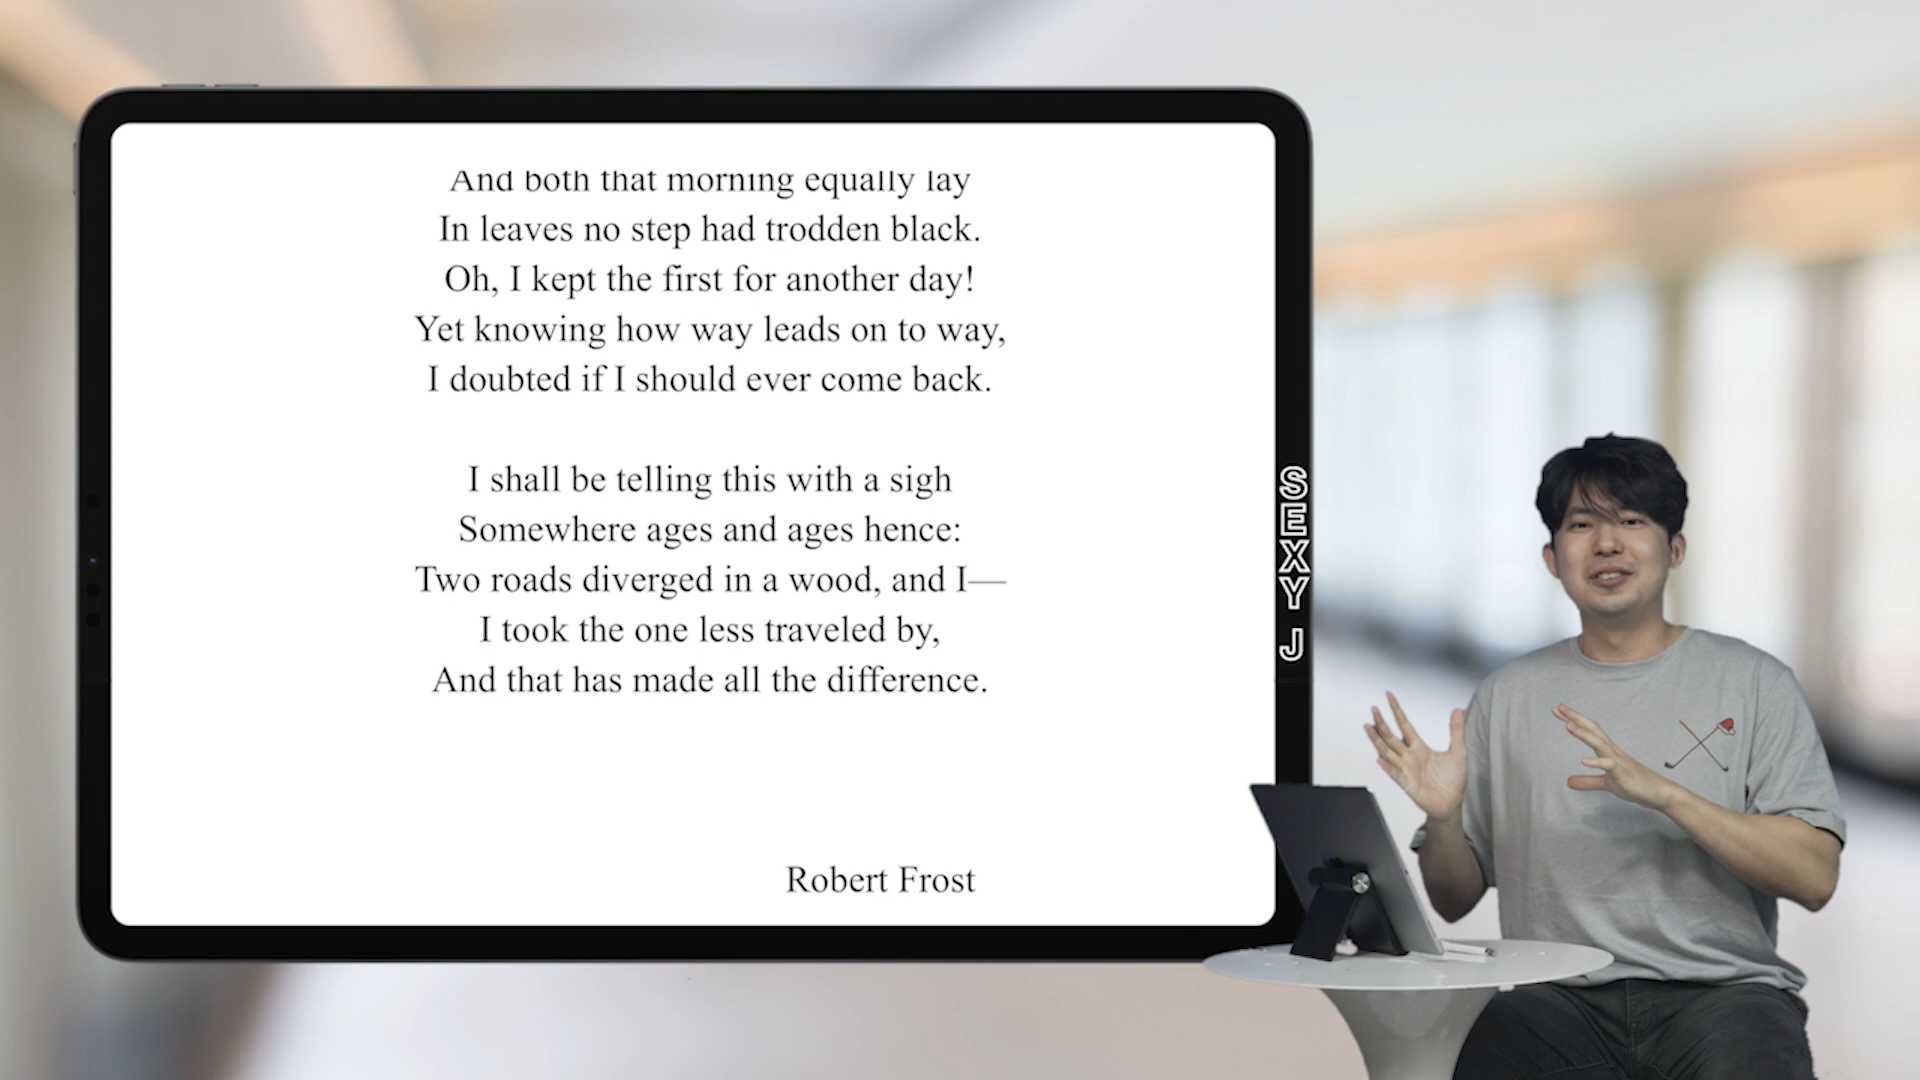 And both that morning equally lay
In leaves no step had trodden black.
Oh, I kept the first for another day!
Yet knowing how way leads on to way,
I doubted if I should ever come back.
I shall be telling this with a sigh
Somewhere ages and ages hence:
Two roads diverged in a wood, and I—
I took the one less traveled by,
And that has made all the difference.
Robert Frost
SEXY J